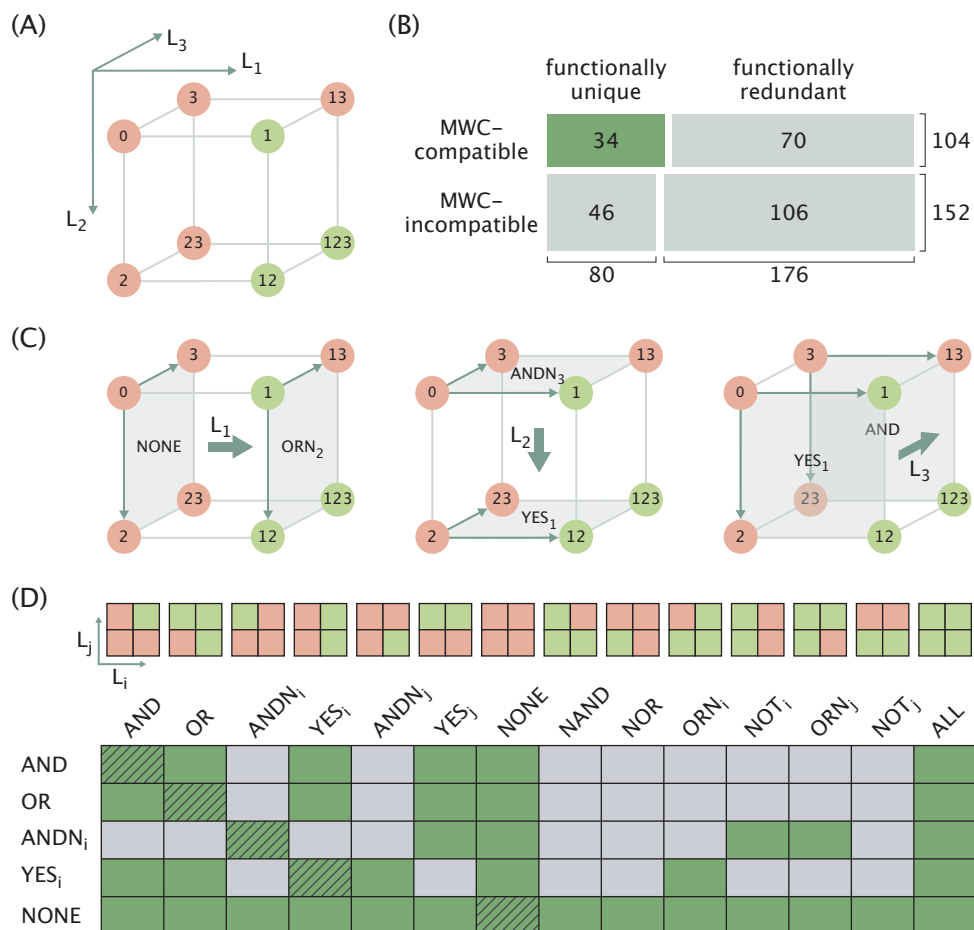 (A)
L3
L1
L2
3
13
0
1
23
123
2
12
(B)
functionally unique
functionally redundant
MWC-compatible
34
70
104
MWC-incompatible
46
106
152
80
176
(C)
3
13
0
1
NONE
L1
ORN2
23
123
2
12
3
13
ANDN3
0
1
L2
23
123
YES1
2
12
3
13
0
1
AND
YES1
L3
23
123
2
12
(D)
Lj
Li
AND
OR
ANDNi
YESi
ANDNj
YESj
NONE
NAND
NOR
ORNi
NOTi
ORNj
NOTj
ALL
AND
OR
ANDNi
YESi
NONE